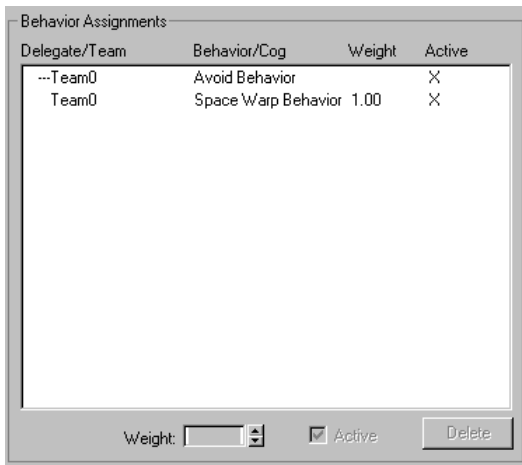 Behavior Assignments
Delegate/Team Behavior/Cog Weight Active
---Team0 Avoid Behavior X
Team0 Space Warp Behavior 1.00 X
Weight: Active Delete